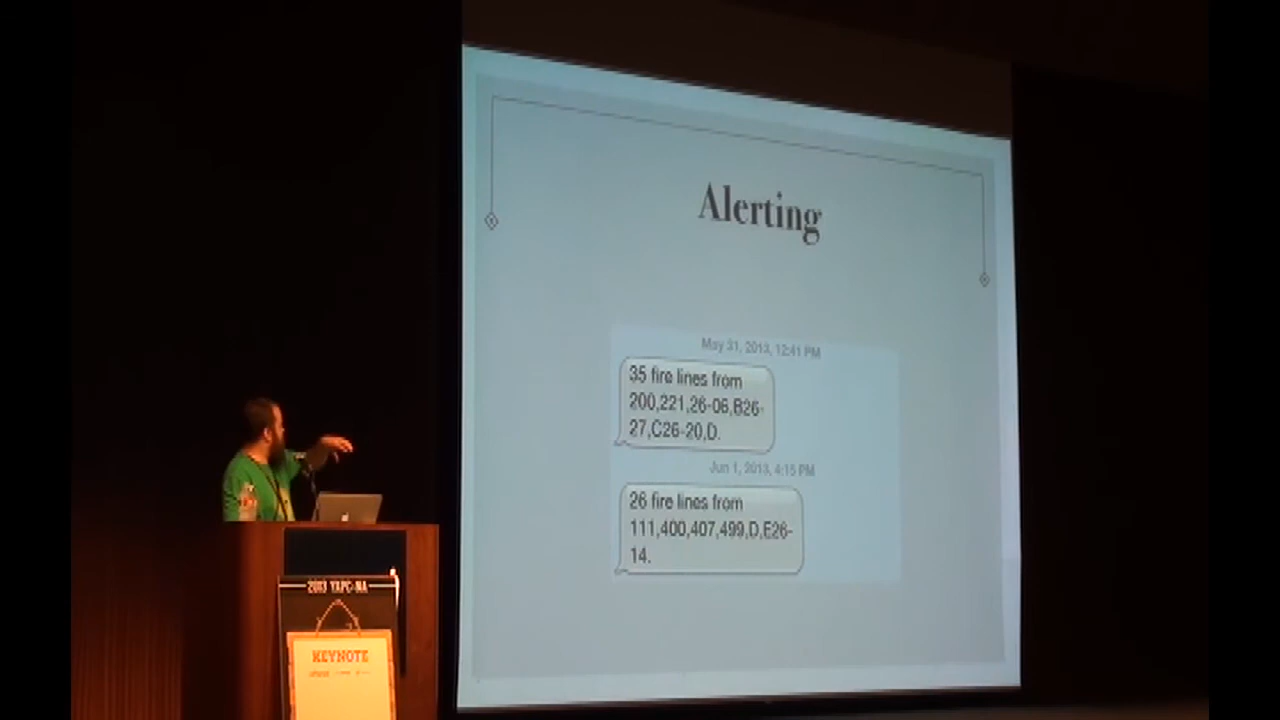 Alerting
May 31, 2013, 12:41 PM
35 fire lines from
200,221,26-06,B26-
27,C26-20,D.
Jun 1, 2013, 4:15 PM
26 fire lines from
111,400,407,499,D,E26-
14.
2013 YAPC:NA
KEYNOTE